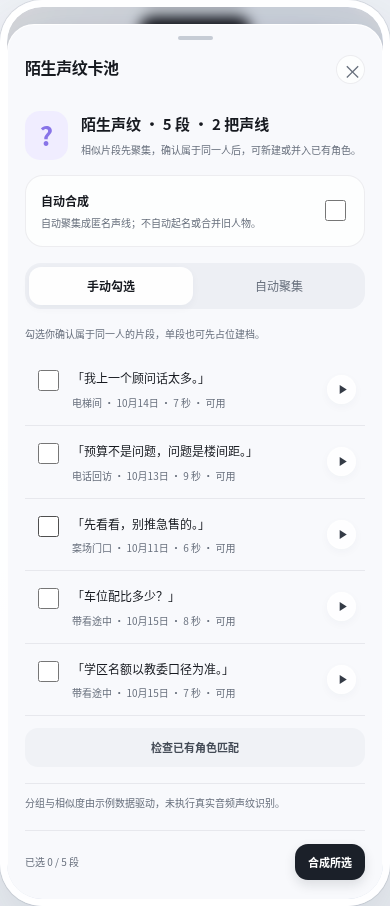 陌生声纹卡池
?
陌生声纹 · 5 段 · 2 把声线
相似片段先聚集，确认属于同一人后，可新建或并入已有角色。
自动合成
自动聚集成匿名声线；不自动起名或合并旧人物。
手动勾选
自动聚集
勾选你确认属于同一人的片段，单段也可先占位建档。
「我上一个顾问话太多。」
电梯间 · 10月14日 · 7 秒 · 可用
「预算不是问题，问题是楼间距。」
电话回访 · 10月13日 · 9 秒 · 可用
「先看看，别推急售的。」
案场门口 · 10月11日 · 6 秒 · 可用
「车位配比多少？」
带看途中 · 10月15日 · 8 秒 · 可用
「学区名额以教委口径为准。」
带看途中 · 10月15日 · 7 秒 · 可用
检查已有角色匹配
分组与相似度由示例数据驱动，未执行真实音频声纹识别。
已选 0 / 5 段
合成所选